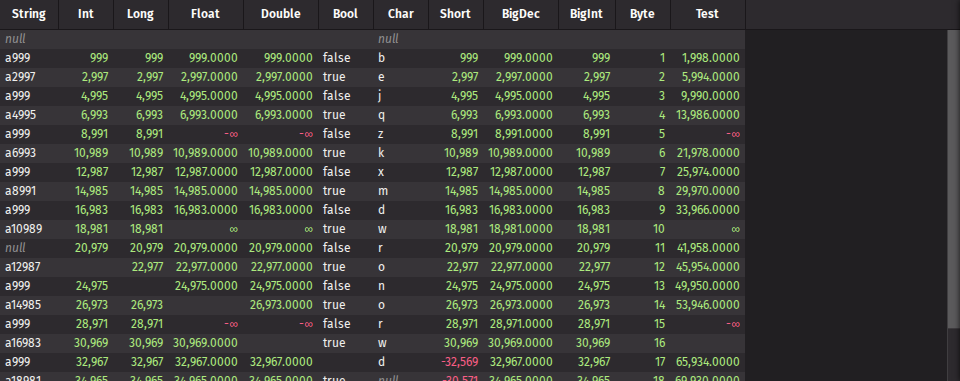 String Int Long Float Double Bool Char Short BigDec BigInt Byte Test
null null
a999 999 999 999.0000 999.0000 false b 999 999.0000 999 1 1,998.0000
a2997 2,997 2,997 2,997.0000 2,997.0000 true e 2,997 2,997.0000 2,997 2 5,994.0000
a999 4,995 4,995 4,995.0000 4,995.0000 false j 4,995 4,995.0000 4,995 3 9,990.0000
a4995 6,993 6,993 6,993.0000 6,993.0000 true q 6,993 6,993.0000 6,993 4 13,986.0000
a999 8,991 8,991 -∞ -∞ false z 8,991 8,991.0000 8,991 5 -∞
a6993 10,989 10,989 10,989.0000 10,989.0000 true k 10,989 10,989.0000 10,989 6 21,978.0000
a999 12,987 12,987 12,987.0000 12,987.0000 false x 12,987 12,987.0000 12,987 7 25,974.0000
a8991 14,985 14,985 14,985.0000 14,985.0000 true m 14,985 14,985.0000 14,985 8 29,970.0000
a999 16,983 16,983 16,983.0000 16,983.0000 false d 16,983 16,983.0000 16,983 9 33,966.0000
a10989 18,981 18,981 ∞ ∞ true w 18,981 18,981.0000 18,981 10 ∞
null 20,979 20,979 20,979.0000 20,979.0000 false r 20,979 20,979.0000 20,979 11 41,958.0000
a12987 22,977 22,977.0000 22,977.0000 true o 22,977 22,977.0000 22,977 12 45,954.0000
a999 24,975 24,975.0000 24,975.0000 false n 24,975 24,975.0000 24,975 13 49,950.0000
a14985 26,973 26,973 26,973.0000 true o 26,973 26,973.0000 26,973 14 53,946.0000
a999 28,971 28,971 -∞ -∞ false r 28,971 28,971.0000 28,971 15 -∞
a16983 30,969 30,969 30,969.0000 true w 30,969 30,969.0000 30,969 16
a999 32,967 32,967 32,967.0000 32,967.0000 d -32,569 32,967.0000 32,967 17 65,934.0000
a18981 34,965 34,965 34,965.0000 34,965.0000 true null -30,571 34,965.0000 34,965 18 69,930.0000